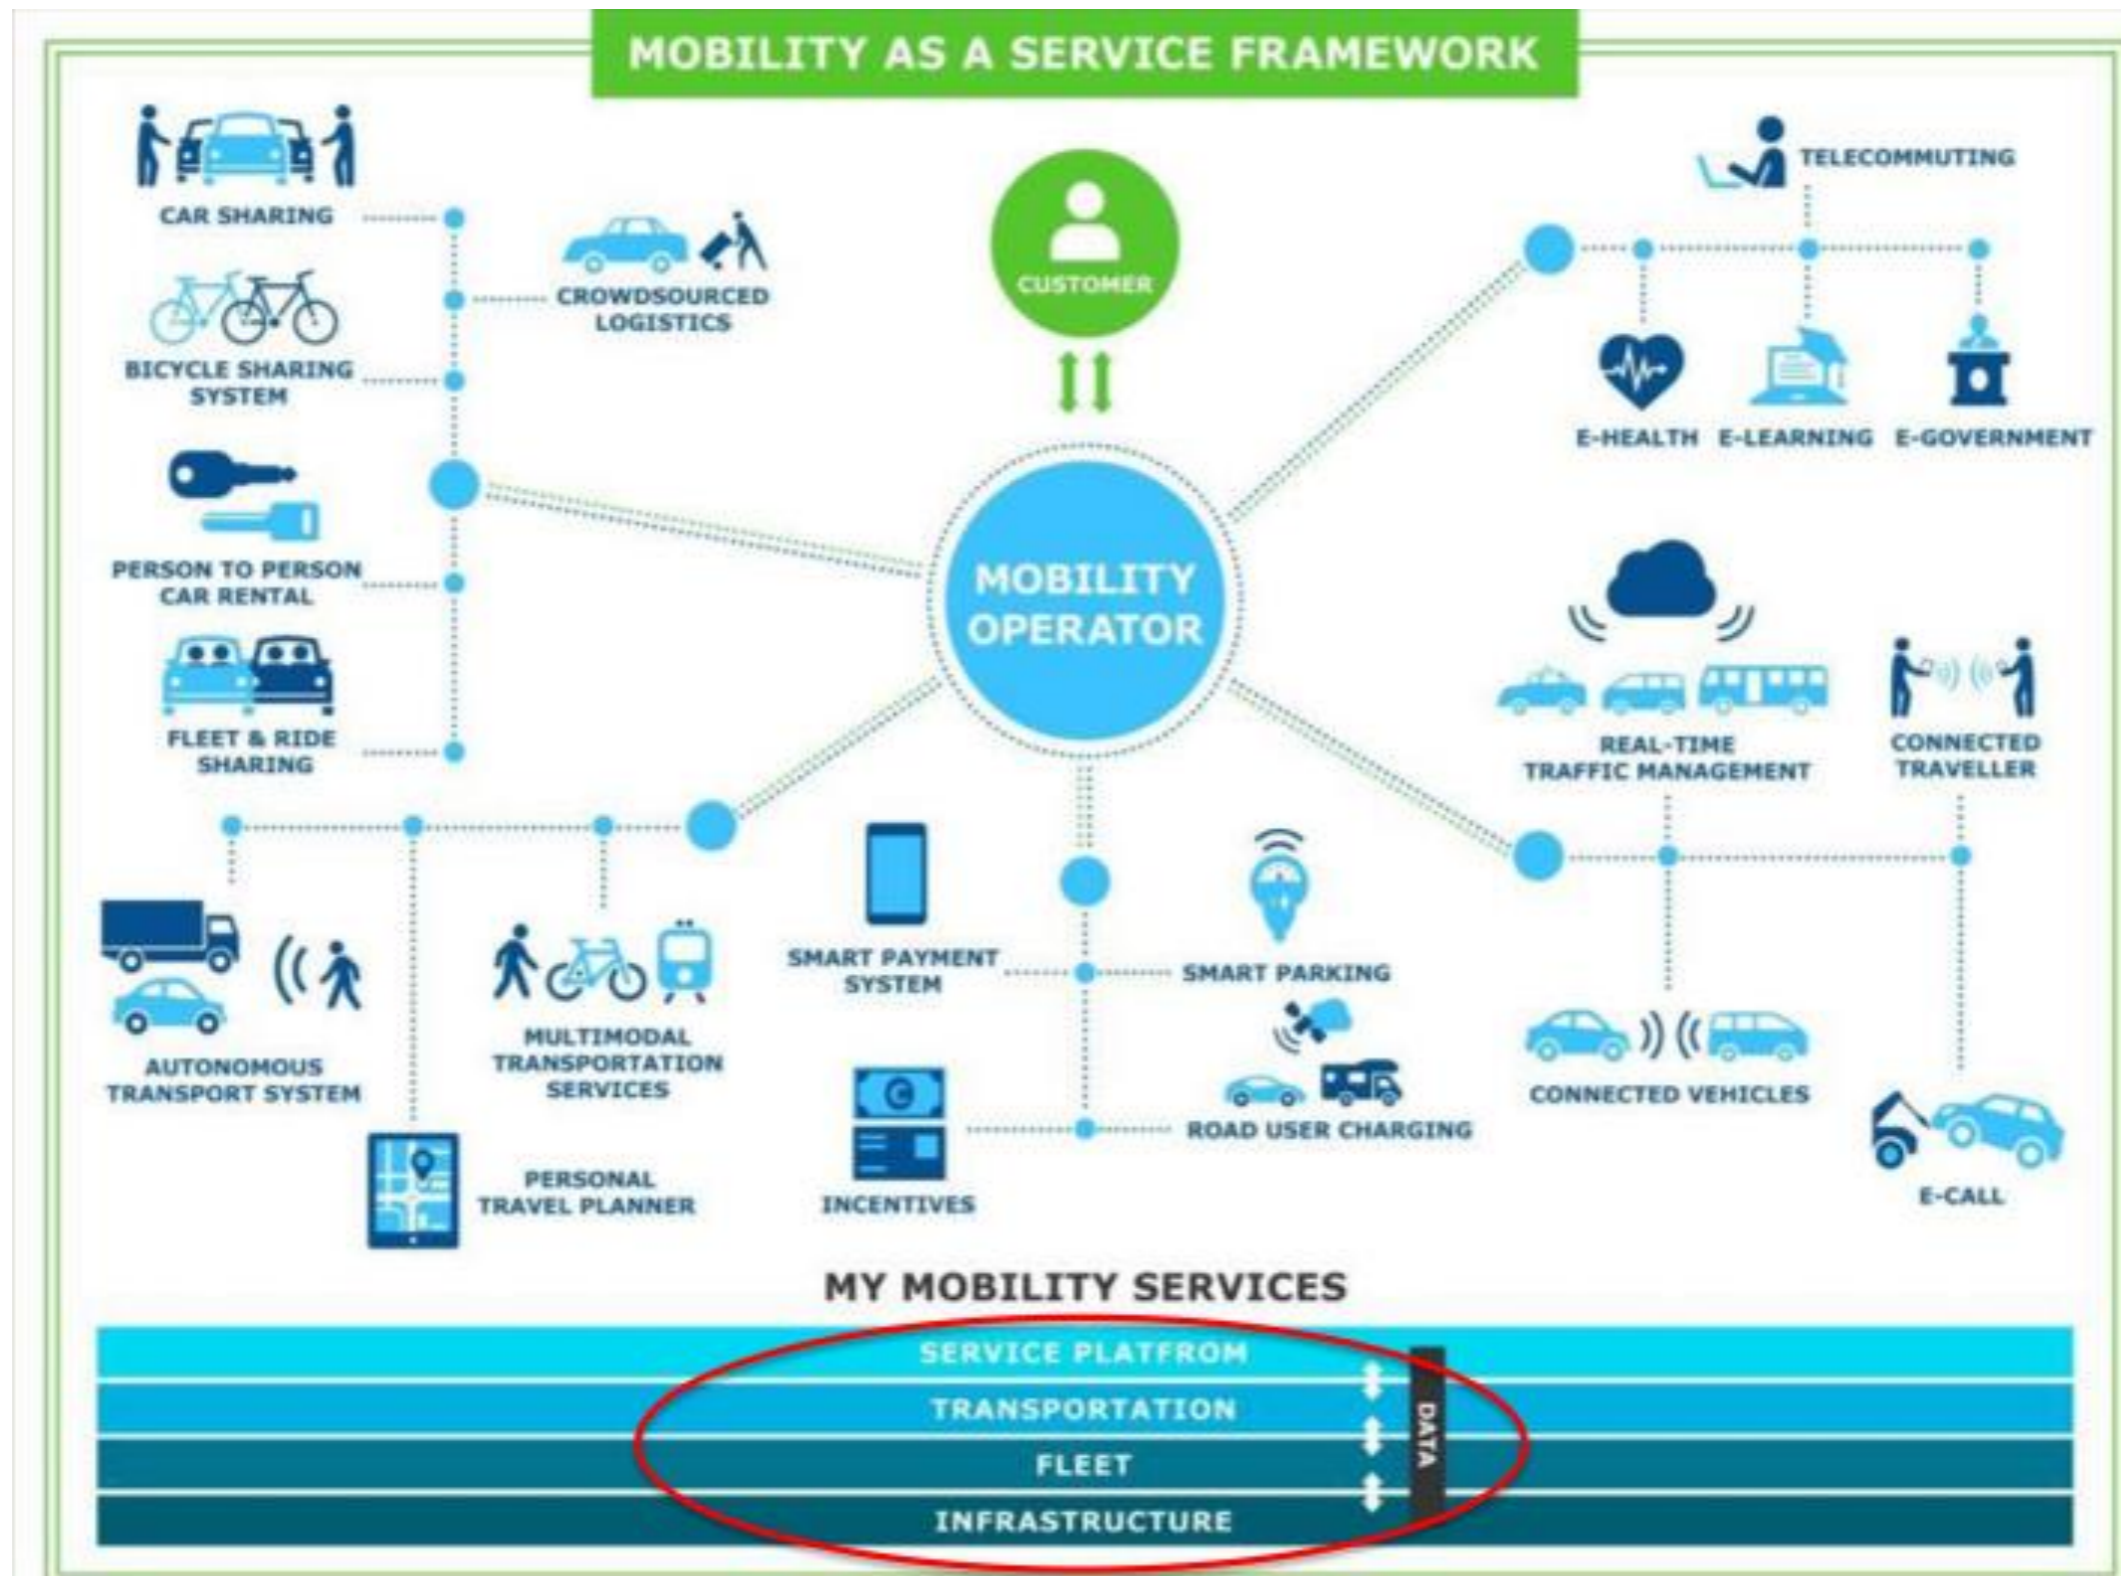 MOBILITY AS A SERVICE FRAMEWORK
CAR SHARING
CROWDSOURCED
LOGISTICS
BICYCLE SHARING
SYSTEM
PERSON TO PERSON
CAR RENTAL
FLEET & RIDE
SHARING
CUSTOMER
MOBILITY
OPERATOR
TELECOMMUTING
E-HEALTH
E-LEARNING
E-GOVERNMENT
REAL-TIME
TRAFFIC MANAGEMENT
CONNECTED
TRAVELLER
CONNECTED VEHICLES
E-CALL
AUTONOMOUS
TRANSPORT SYSTEM
PERSONAL
TRAVEL PLANNER
MULTIMODAL
TRANSPORTATION
SERVICES
SMART PAYMENT
SYSTEM
SMART PARKING
INCENTIVES
ROAD USER CHARGING
MY MOBILITY SERVICES
SERVICE PLATFROM
TRANSPORTATION
FLEET
INFRASTRUCTURE
DATA